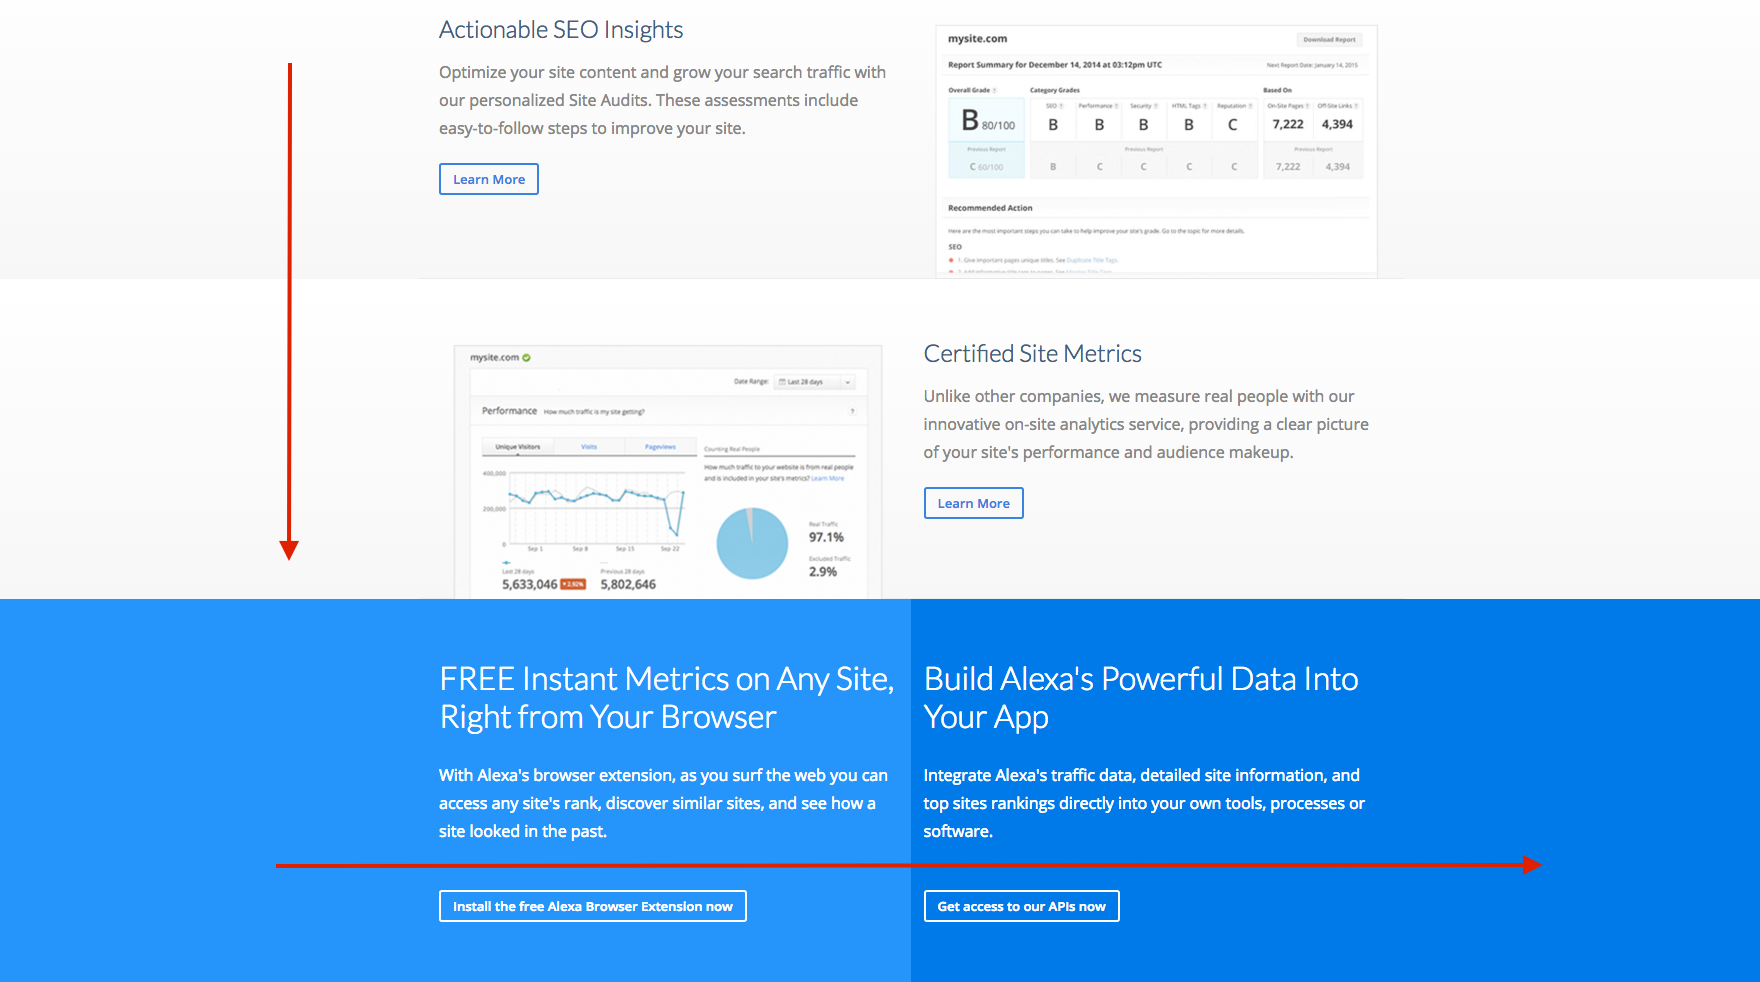 Actionable SEO Insights
Optimize your site content and grow your search traffic with
our personalized Site Audits. These assessments include
easy-to-follow steps to improve your site.
Learn More
mysite.com
Download Report
Report Summary for December 14, 2014 at 03:12pm UTC
Next Report Date: January 14, 2015
Overall Grade ?
Category Grades
Based On
SEO ? Performance ? Security ? HTML Tags ? Reputation ? On-Site Pages ? Off-Site Links ?
B 80/100 B B B B C 7,222 4,394
Previous Report Previous Report Previous Report
C 60/100 B C C C C 7,222 4,394
Recommended Action
Here are the most important steps you can take to help improve your site's grade. Go to the topic for more details.
SEO
1. Give important pages unique titles. See Duplicate Title Tags.
mysite.com
Date Range: Last 28 days
Performance How much traffic is my site getting? ?
Unique Visitors Visits Pageviews
Counting Real People
How much traffic to your website is from real people
and is included in your site's metrics? Learn More
400,000
200,000
0
Sep 1 Sep 8 Sep 15 Sep 22
Last 28 days Previous 28 days
5,633,046 2.92% 5,802,646
Real Traffic
97.1%
Excluded Traffic
2.9%
Certified Site Metrics
Unlike other companies, we measure real people with our
innovative on-site analytics service, providing a clear picture
of your site's performance and audience makeup.
Learn More
FREE Instant Metrics on Any Site,
Right from Your Browser
With Alexa's browser extension, as you surf the web you can
access any site's rank, discover similar sites, and see how a
site looked in the past.
Install the free Alexa Browser Extension now
Build Alexa's Powerful Data Into
Your App
Integrate Alexa's traffic data, detailed site information, and
top sites rankings directly into your own tools, processes or
software.
Get access to our APIs now